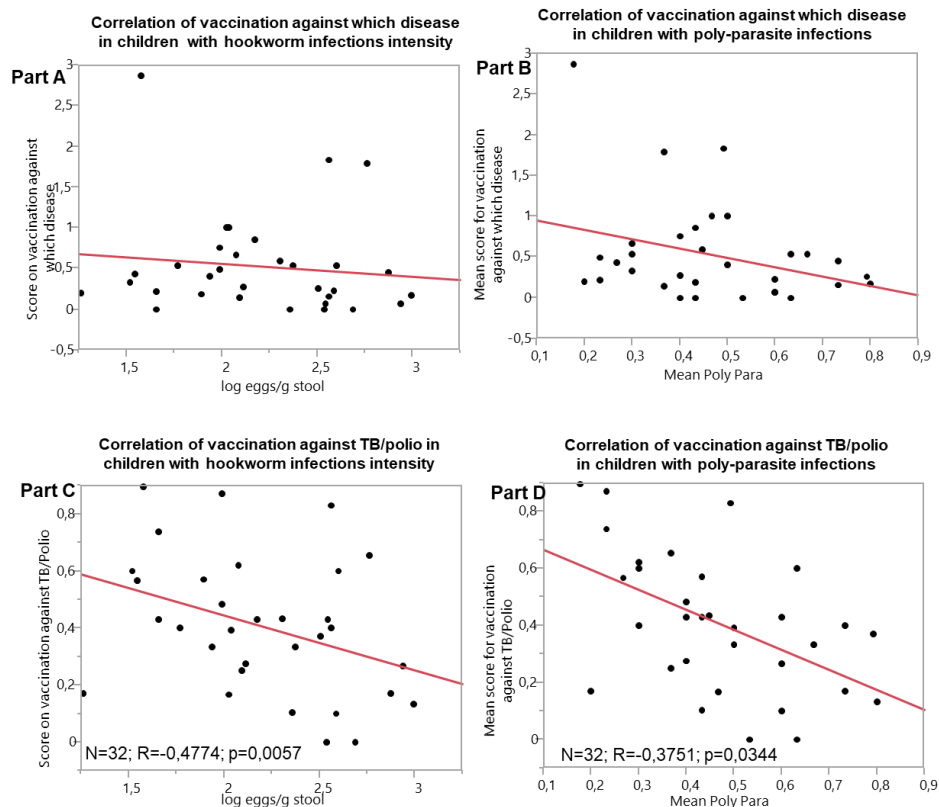 Correlation of vaccination against which disease
in children with hookworm infections intensity
Part A
Score on vaccination against
which disease
3
2,5
2
1,5
1
0,5
0
-0,5
1,5
2
2,5
3
log eggs/g stool
Correlation of vaccination against which disease
in children with poly-parasite infections
Part B
Mean score for vaccination
against which disease
3
2,5
2
1,5
1
0,5
0
-0,5
0,1 0,2 0,3 0,4 0,5 0,6 0,7 0,8 0,9
Mean Poly Para
Correlation of vaccination against TB/polio in
children with hookworm infections intensity
Part C
Score on vaccination against TB/Polio
0,8
0,6
0,4
0,2
0
N=32; R=-0,4774; p=0,0057
1,5
2
2,5
3
log eggs/g stool
Correlation of vaccination against TB/polio
in children with poly-parasite infections
Part D
Mean score for vaccination
against TB/Polio
0,8
0,6
0,4
0,2
0
N=32; R=-0,3751; p=0,0344
0,1 0,2 0,3 0,4 0,5 0,6 0,7 0,8 0,9
Mean Poly Para